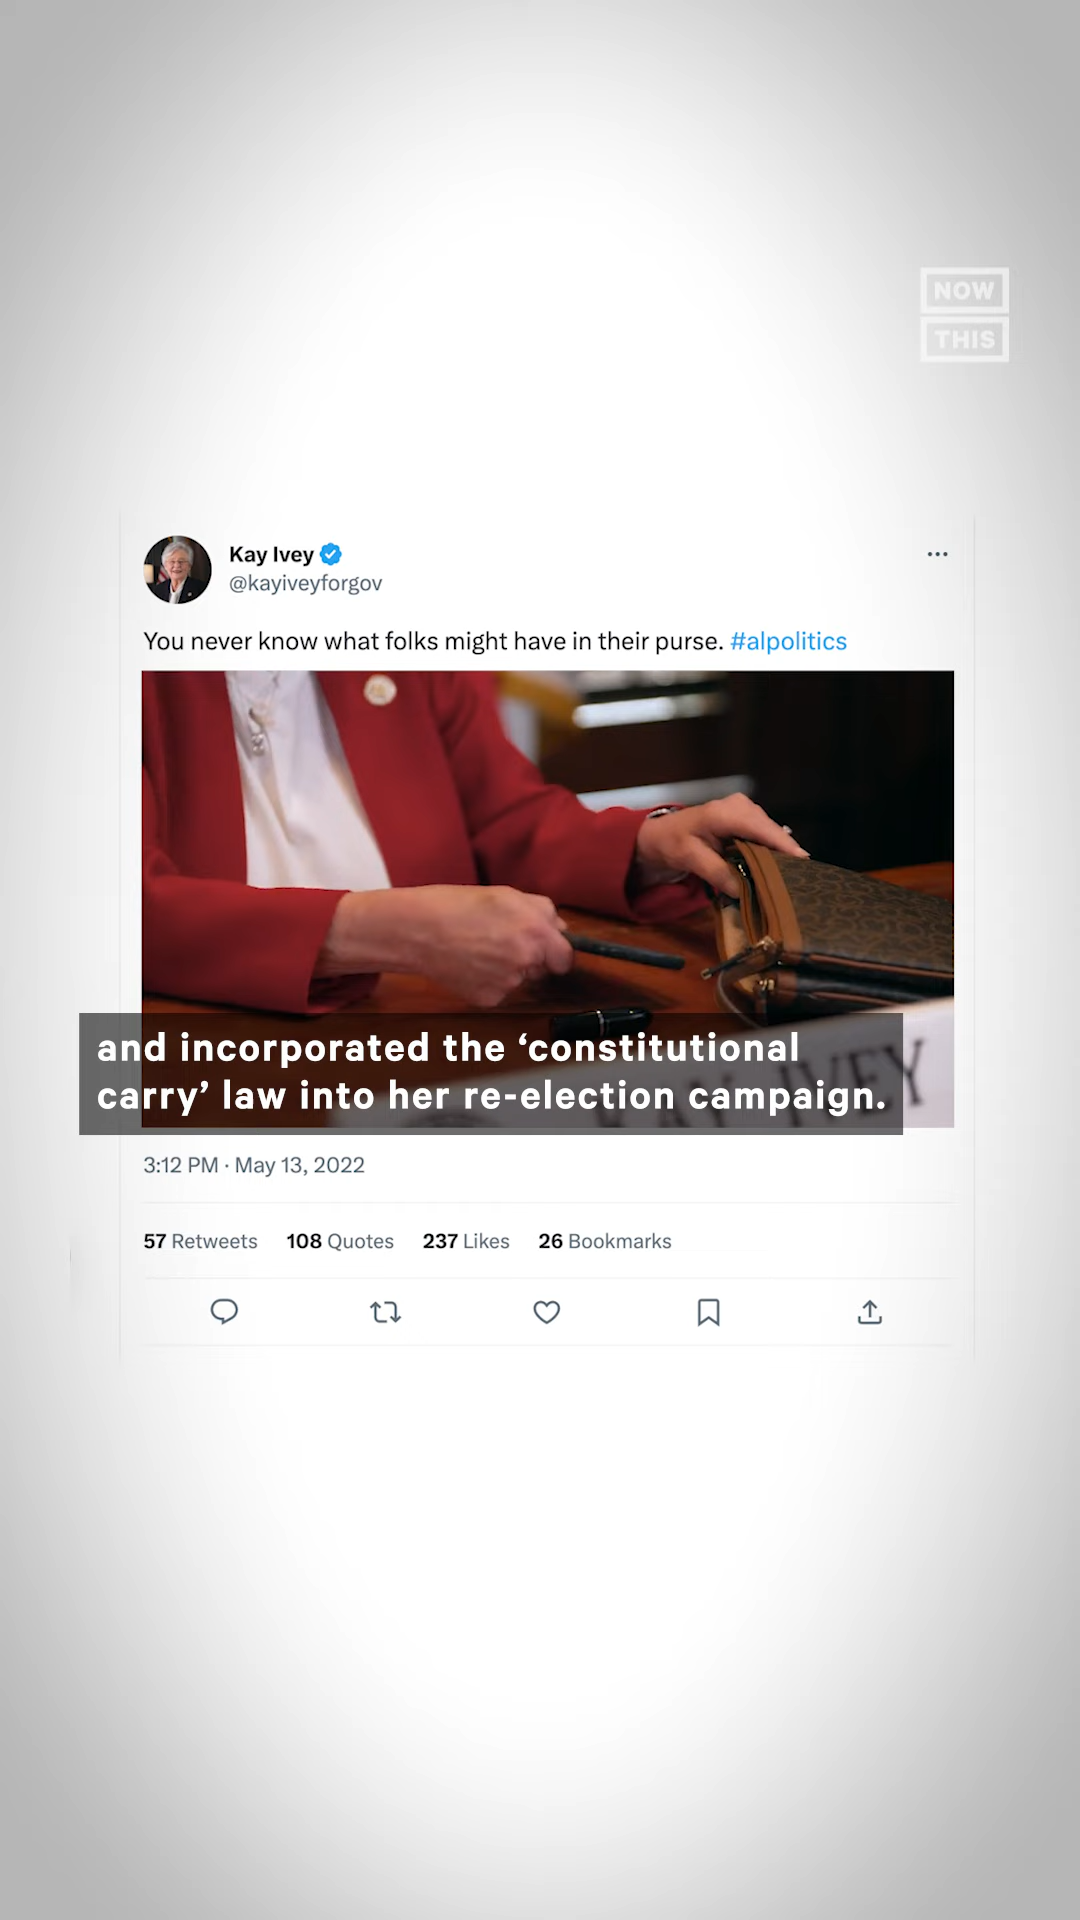 NOW
THIS
Kay Ivey
@kayiveyforgov
You never know what folks might have in their purse. #alpolitics
KAY IVEY
and incorporated the ‘constitutional
carry’ law into her re-election campaign.
3:12 PM · May 13, 2022
57 Retweets 108 Quotes 237 Likes 26 Bookmarks